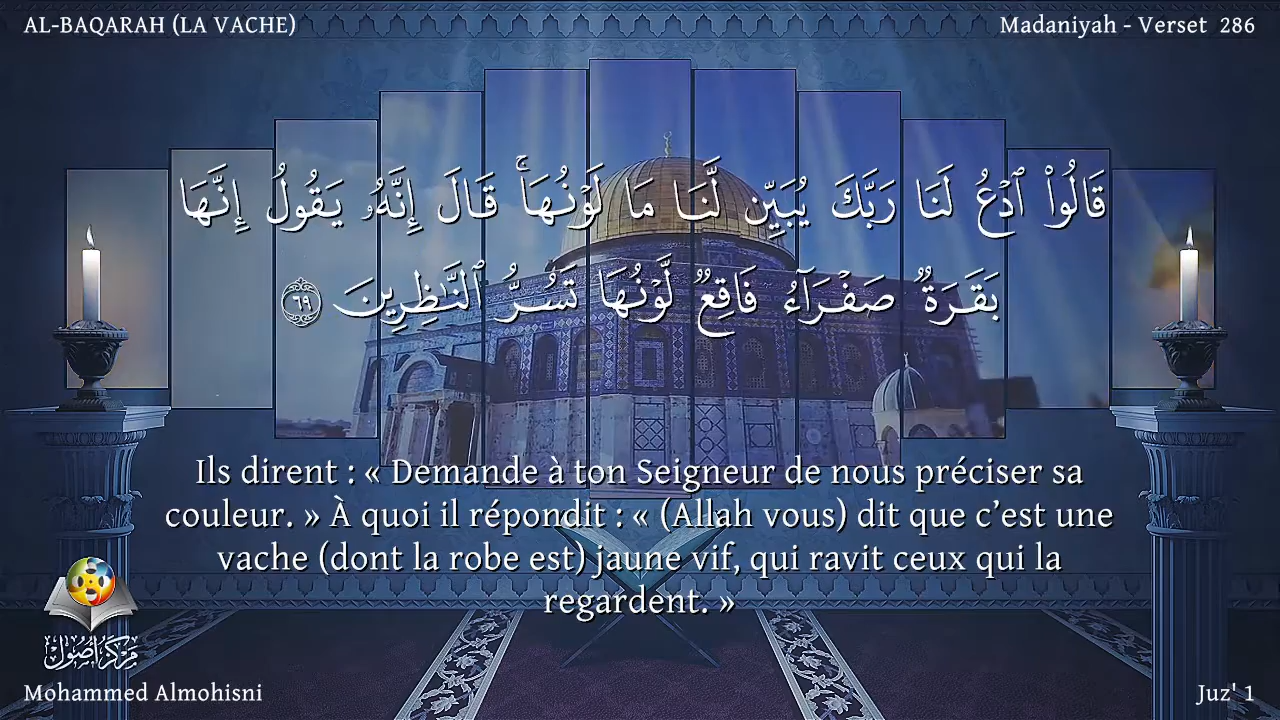 AL-BAQARAH (LA VACHE)
Madaniyah - Verset 286
قَالُوا۟ ٱدْعُ لَنَا رَبَّكَ يُبَيِّن لَّنَا مَا لَوْنُهَا ۚ قَالَ إِنَّهُۥ يَقُولُ إِنَّهَا
بَقَرَةٌ صَفْرَآءُ فَاقِعٌ لَّوْنُهَا تَسُرُّ ٱلنَّـٰظِرِينَ ٦٩
Ils dirent : « Demande à ton Seigneur de nous préciser sa
couleur. » À quoi il répondit : « (Allah vous) dit que c’est une
vache (dont la robe est) jaune vif, qui ravit ceux qui la
regardent. »
مركز أصول
Mohammed Almohisni
Juz' 1